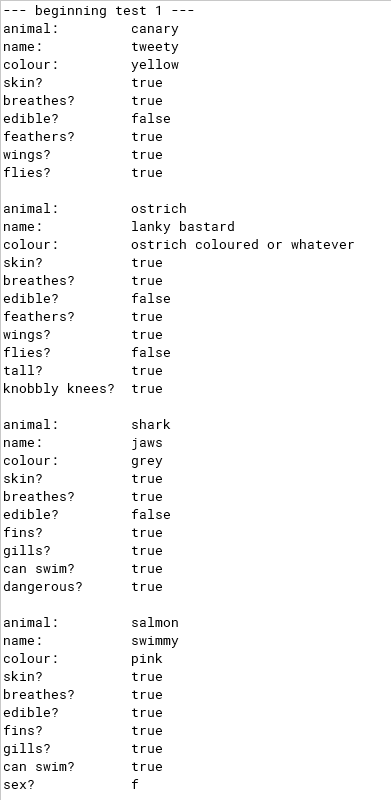 --- beginning test 1 ---
animal: canary
name: tweety
colour: yellow
skin? true
breathes? true
edible? false
feathers? true
wings? true
flies? true
animal: ostrich
name: lanky bastard
colour: ostrich coloured or whatever
skin? true
breathes? true
edible? false
feathers? true
wings? true
flies? false
tall? true
knobbly knees? true
animal: shark
name: jaws
colour: grey
skin? true
breathes? true
edible? false
fins? true
gills? true
can swim? true
dangerous? true
animal: salmon
name: swimmy
colour: pink
skin? true
breathes? true
edible? true
fins? true
gills? true
can swim? true
sex? f